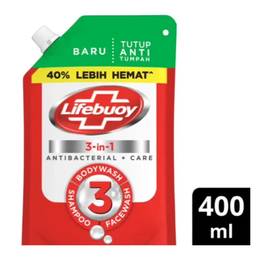 BARU
TUTUP
ANTI
TUMPAH
40% LEBIH HEMAT^
Lifebuoy
3-in-1
ANTIBACTERIAL + CARE
BODYWASH
3
SHAMPOO
FACEWASH
400
ml